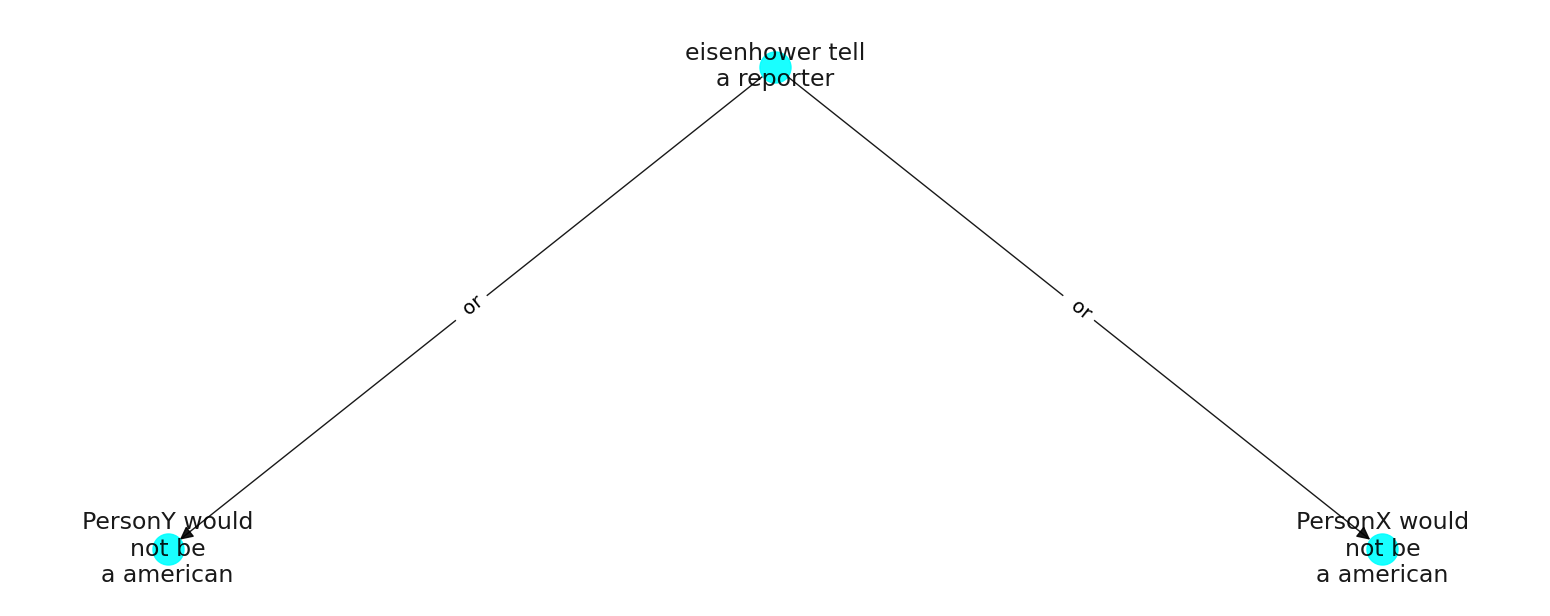 eisenhower tell
a reporter
or
or
PersonY would
not be
a american
PersonX would
not be
a american